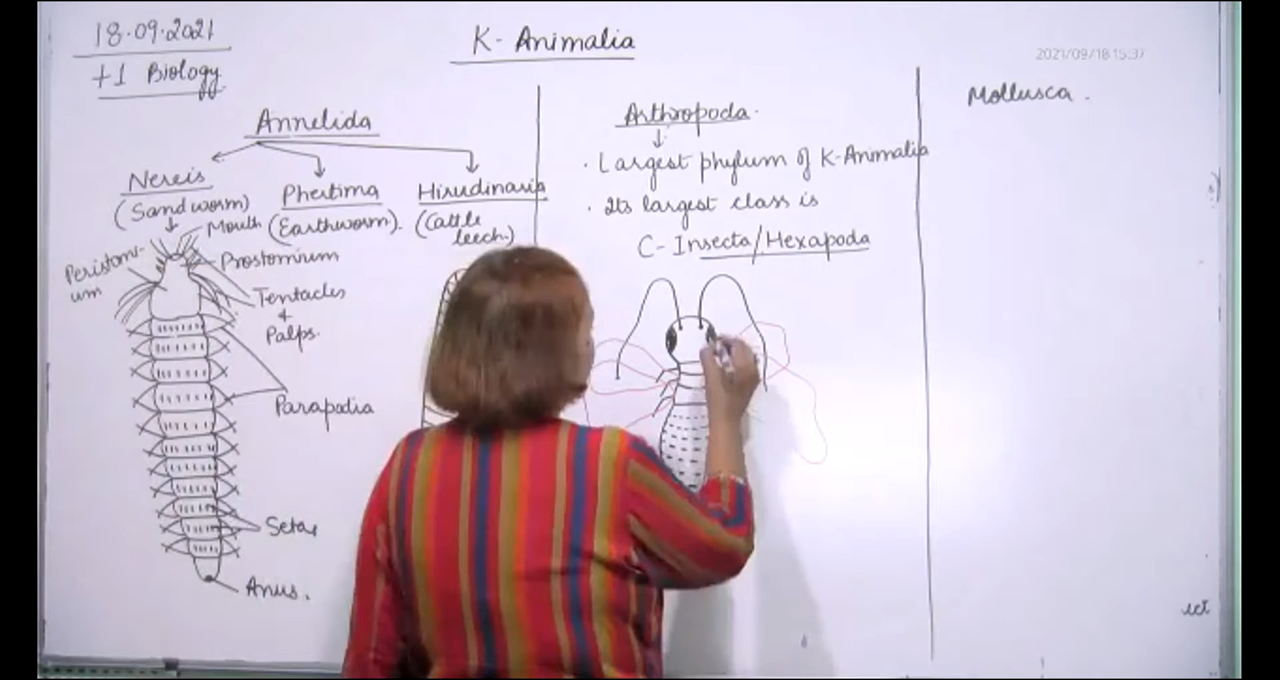 18.09.2021
+1 Biology
K- Animalia
2021/09/18 15:37
Annelida
Nereis
(Sandworm)
Pheretima
(Earthworm).
Hirudinaria
(Cattle
leech.)
Mouth
Peristomi-
um
Prostomium
Tentacles
+
Palps.
Parapodia
Setae
Anus.
Arthropoda.
· Largest phylum of K-Animalia
· Its largest class is
C- Insecta/Hexapoda
Mollusca.